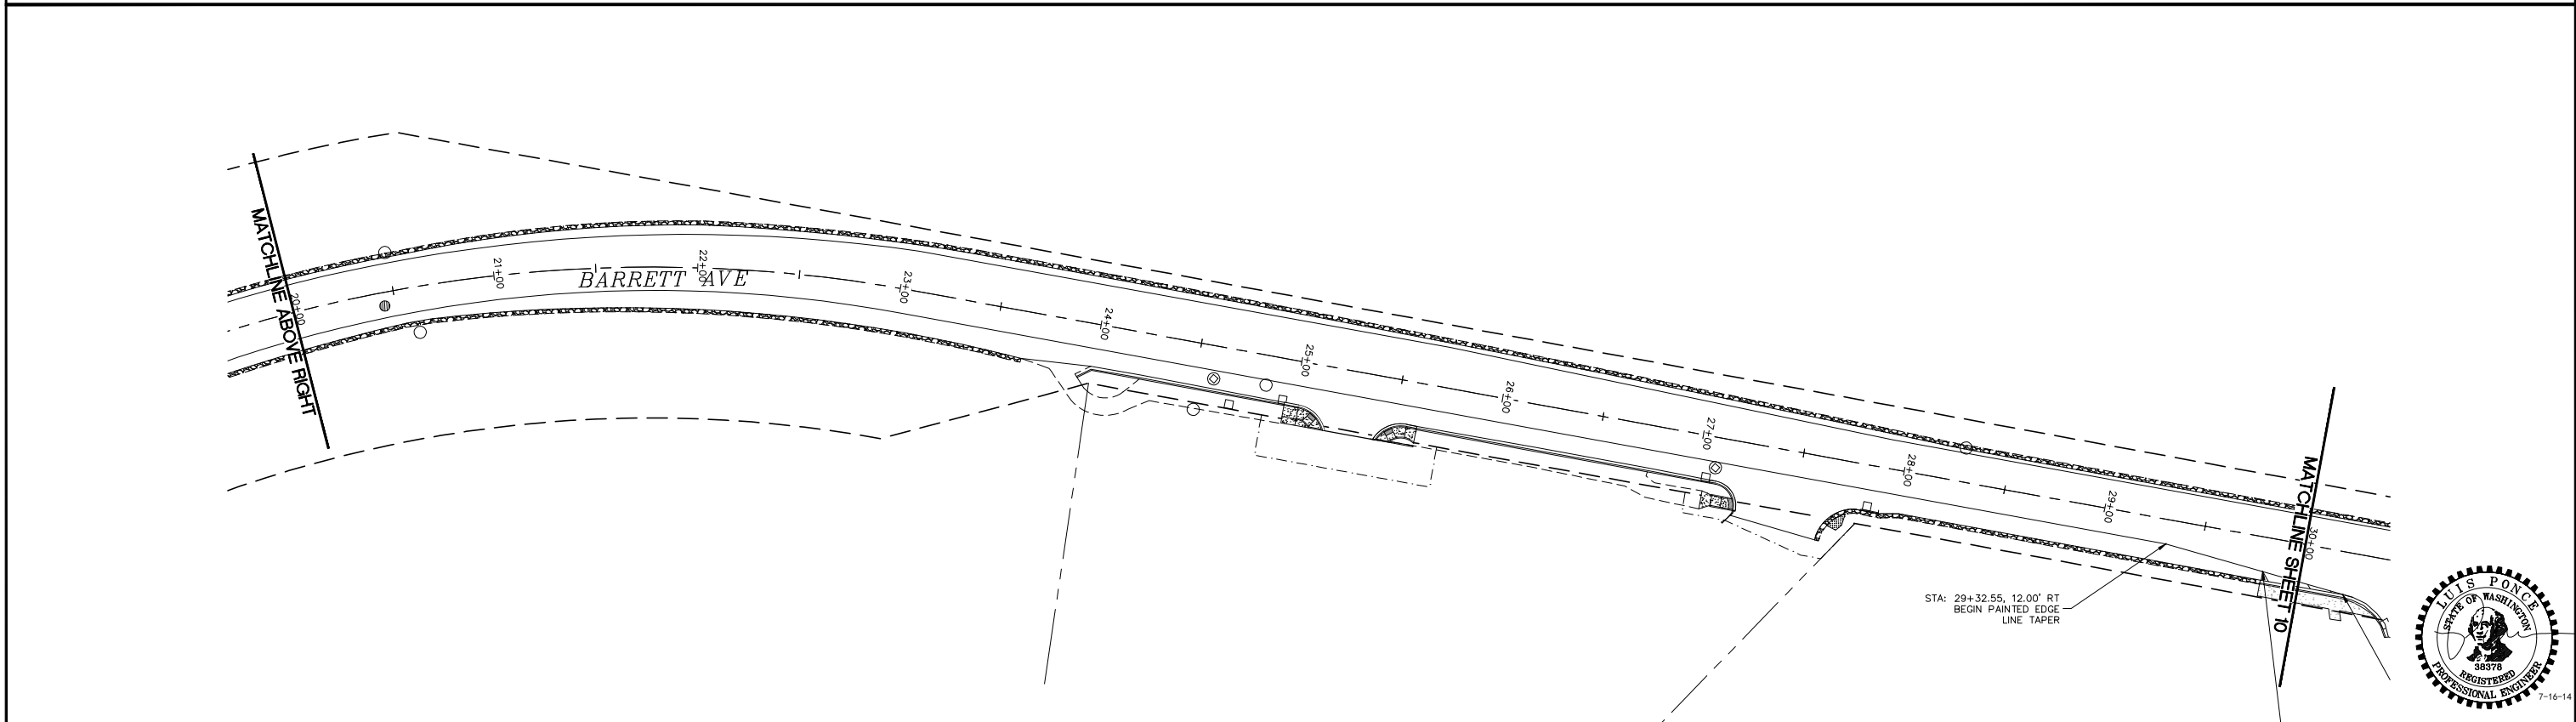 MATCHLINE ABOVE RIGHT
20+00
21+00
BARRETT AVE
22+00
23+00
24+00
25+00
26+00
27+00
28+00
29+00
30+00
MATCHLINE SHEET 10
STA: 29+32.55, 12.00' RT
BEGIN PAINTED EDGE
LINE TAPER
LUIS PONCE
STATE OF WASHINGTON
38378
REGISTERED
PROFESSIONAL ENGINEER
7-16-14